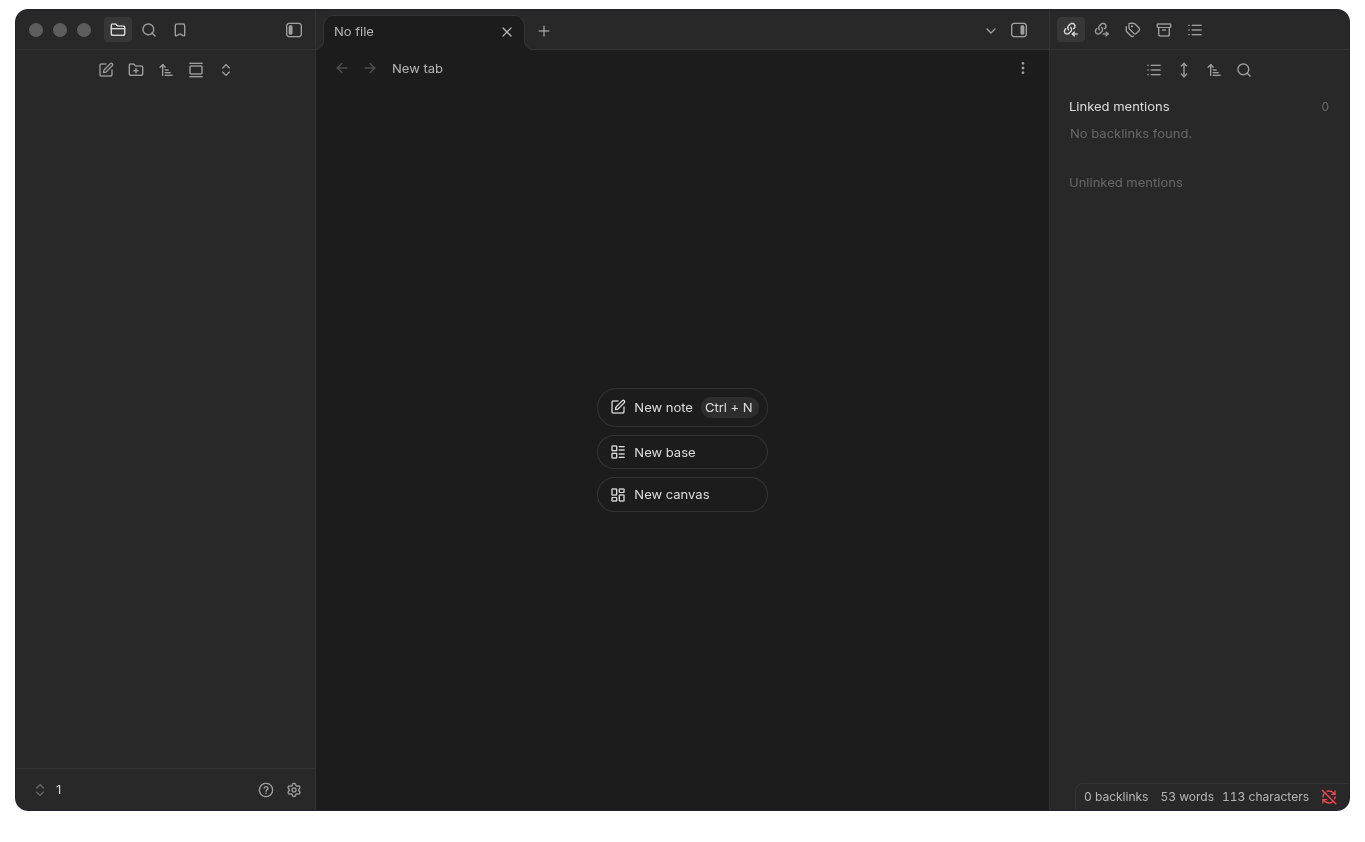 No file
New tab
New note Ctrl + N
New base
New canvas
Linked mentions 0
No backlinks found.
Unlinked mentions
1
0 backlinks 53 words 113 characters